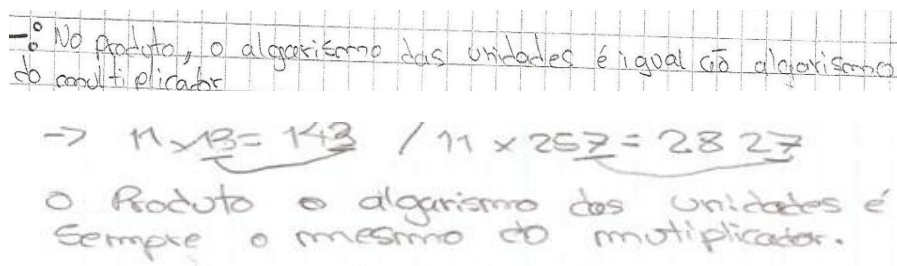 -: No Produto, o algarismo das unidades é igual ao algarismo
do multiplicador
→ 11 x 13 = 143 / 11 x 257 = 2827
O Produto o algarismo das unidades é
sempre o mesmo do mutiplicador.